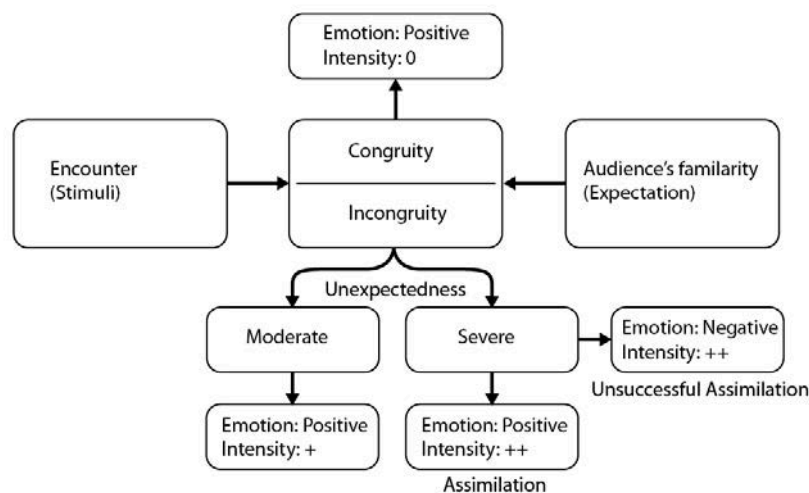 Emotion: Positive
Intensity: 0
Encounter
(Stimuli)
Congruity
Incongruity
Audience's familarity
(Expectation)
Unexpectedness
Moderate
Severe
Emotion: Negative
Intensity: ++
Unsuccessful Assimilation
Emotion: Positive
Intensity: +
Emotion: Positive
Intensity: ++
Assimilation